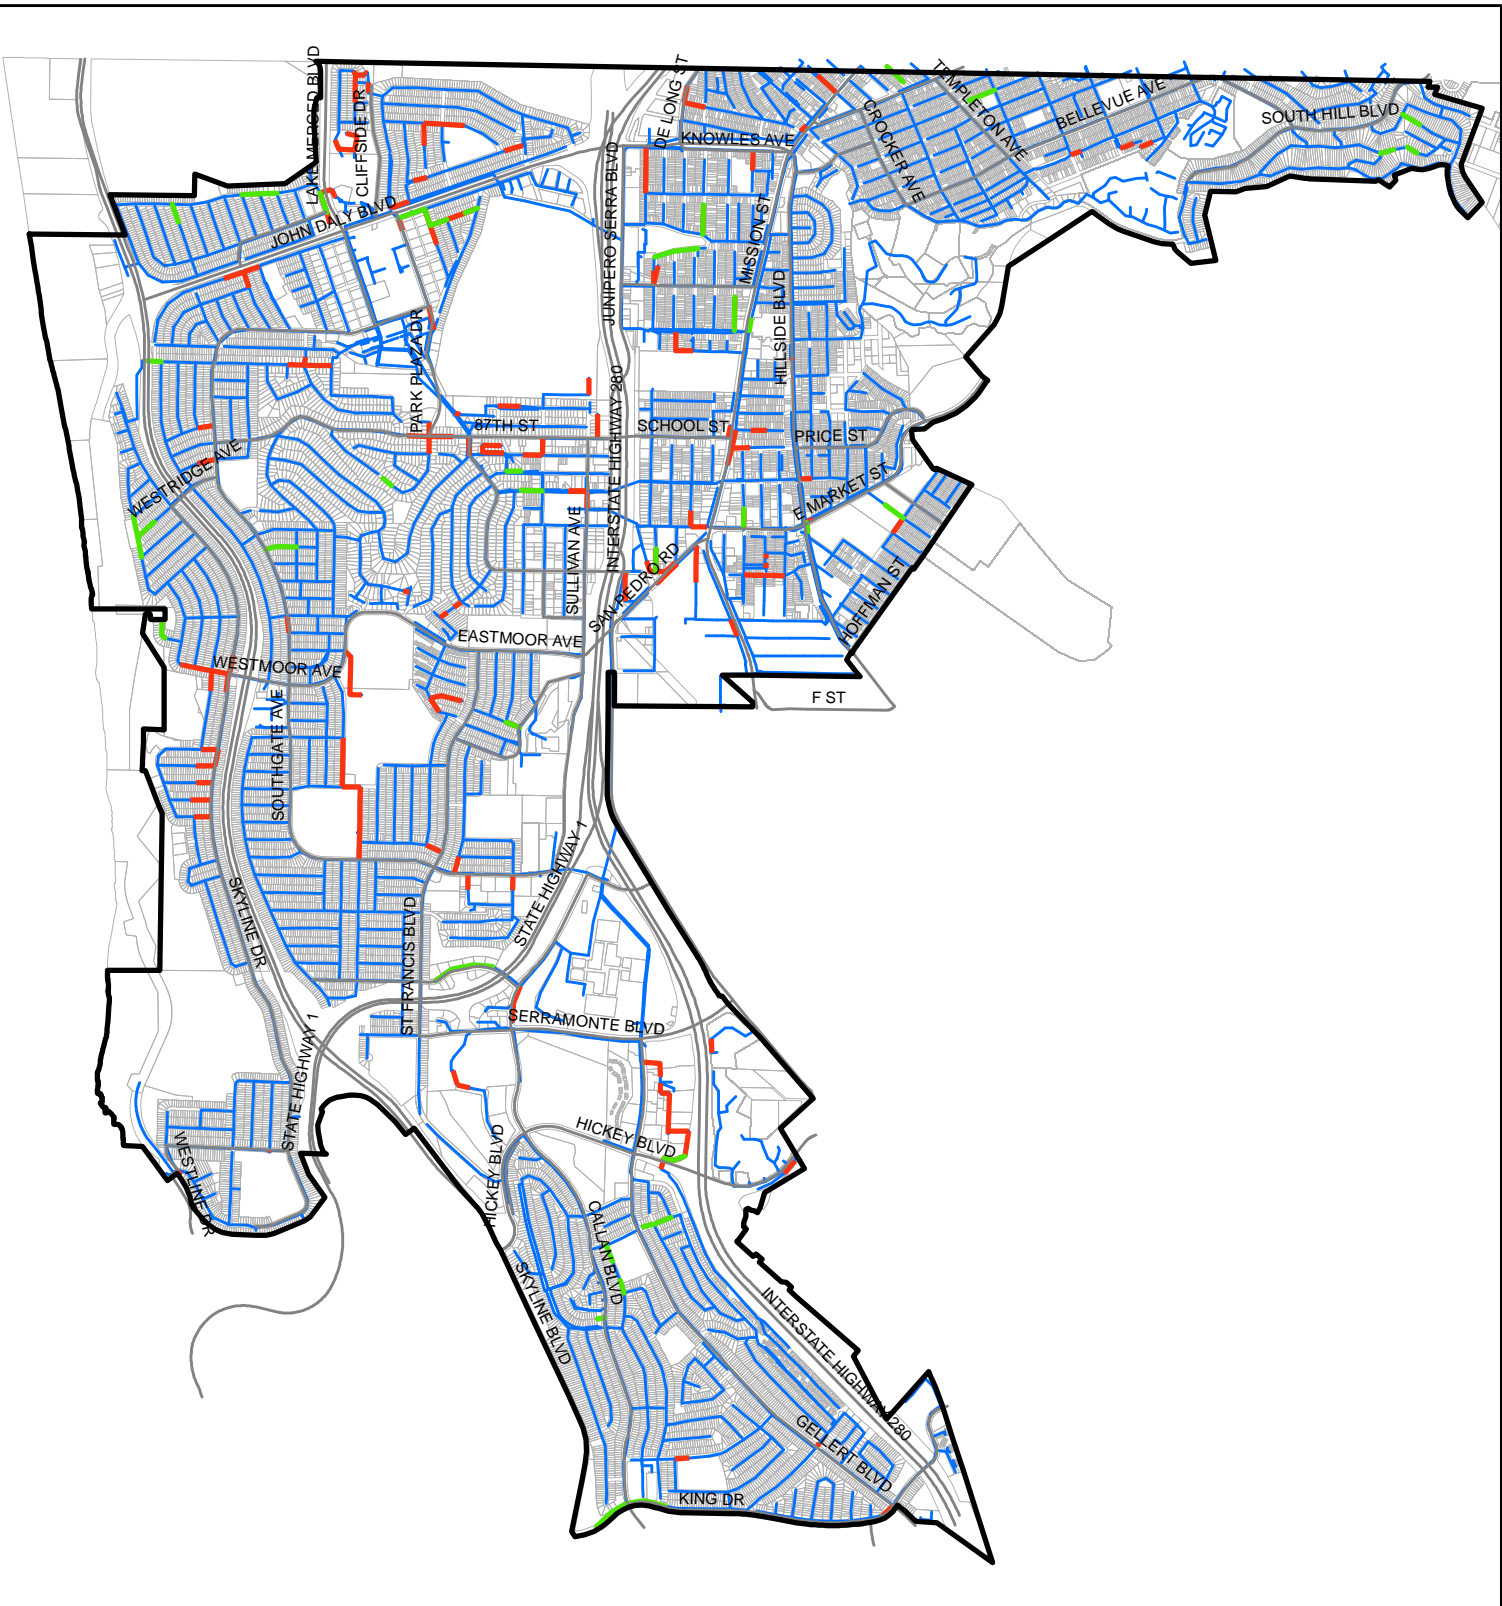 LAKEMERCED BLVD
CLIFFSIDE DR
DE LONG ST
TEMPLETON AVE
CROCKER AVE
BELLEVUE AVE
SOUTH HILL BLVD
KNOWLES AVE
JOHN DALY BLVD
JUNIPERO SERRA BLVD
MISSION ST
HILLSIDE BLVD
PARK PLAZA DR
87TH ST
SCHOOL ST
PRICE ST
WESTRIDGE AVE
INTERSTATE HIGHWAY 280
E MARKET ST
SULLIVAN AVE
SAN PEDRO RD
HOFFMAN ST
EASTMOOR AVE
WESTMOOR AVE
F ST
SOUTHGATE AVE
STATE HIGHWAY 1
SKYLINE DR
ST FRANCIS BLVD
SERRAMONTE BLVD
STATE HIGHWAY 1
WESTLINE DR
HICKEY BLVD
HICKEY BLVD
CALLAN BLVD
SKYLINE BLVD
INTERSTATE HIGHWAY 280
GELLERT BLVD
KING DR